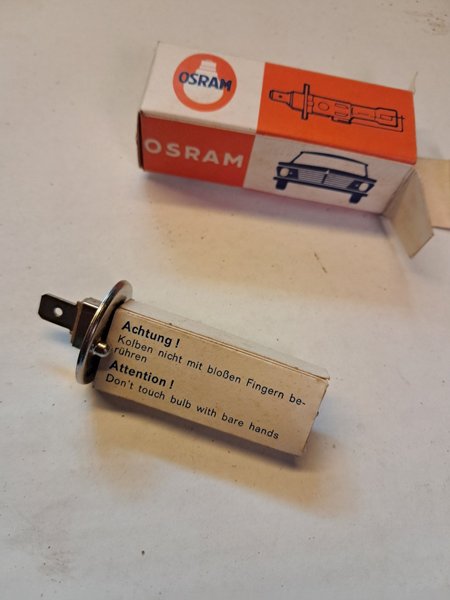 OSRAM
OSRAM
Achtung !
Kolben nicht mit bloßen Fingern be-
rühren
Attention !
Don't touch bulb with bare hands